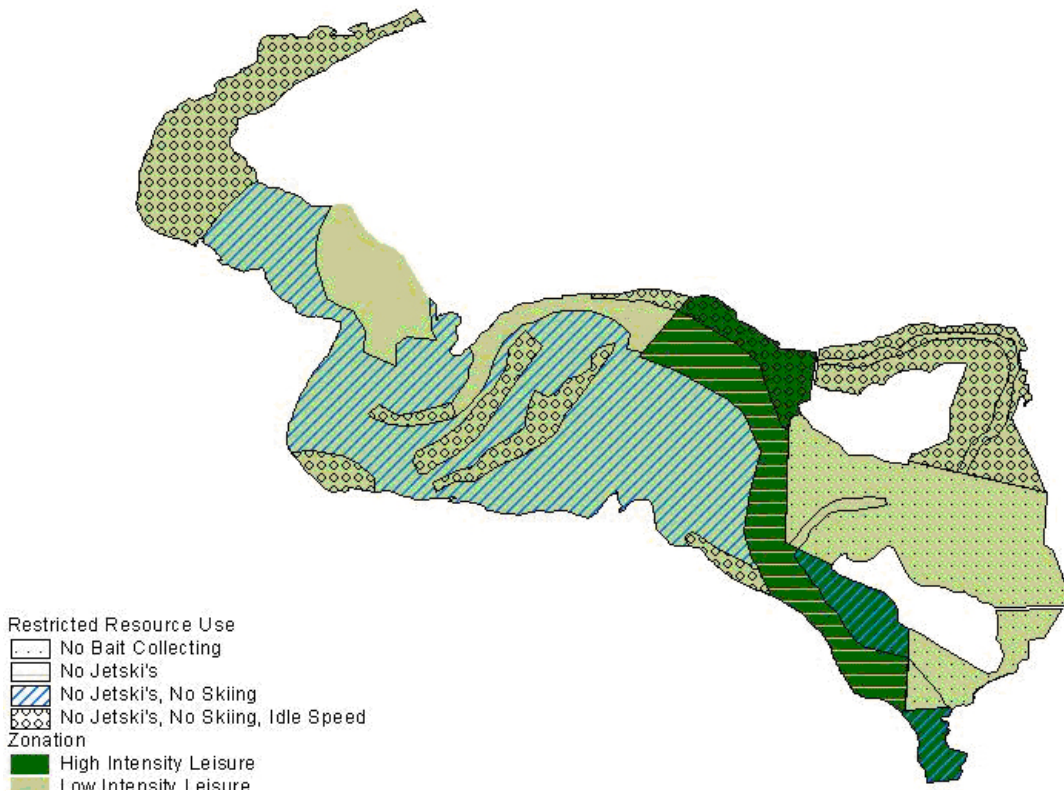 Restricted Resource Use
No Bait Collecting
No Jetski's
No Jetski's, No Skiing
No Jetski's, No Skiing, Idle Speed
Zonation
High Intensity Leisure
Low Intensity Leisure